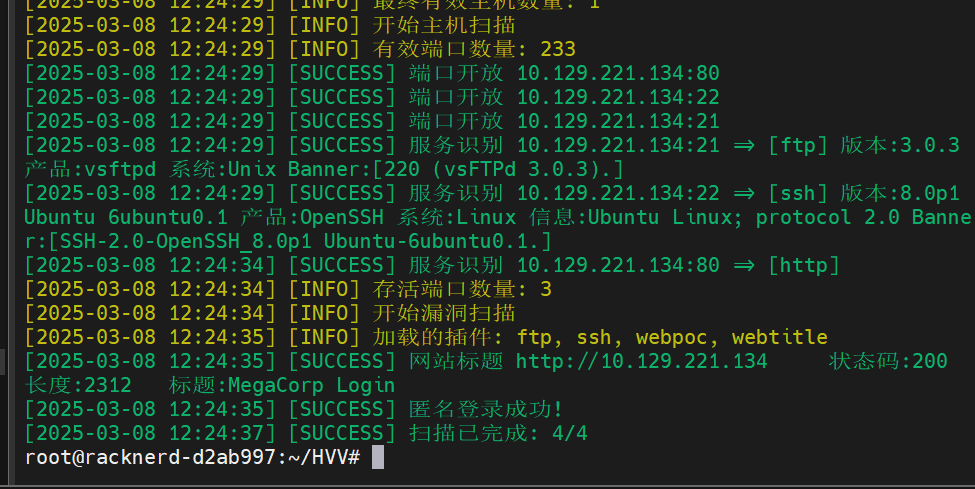 [2025-03-08 12:24:29] [INFO] 最终有效主机数量: 1
[2025-03-08 12:24:29] [INFO] 开始主机扫描
[2025-03-08 12:24:29] [INFO] 有效端口数量: 233
[2025-03-08 12:24:29] [SUCCESS] 端口开放 10.129.221.134:80
[2025-03-08 12:24:29] [SUCCESS] 端口开放 10.129.221.134:22
[2025-03-08 12:24:29] [SUCCESS] 端口开放 10.129.221.134:21
[2025-03-08 12:24:29] [SUCCESS] 服务识别 10.129.221.134:21 => [ftp] 版本:3.0.3
产品:vsftpd 系统:Unix Banner:[220 (vsFTPd 3.0.3).]
[2025-03-08 12:24:29] [SUCCESS] 服务识别 10.129.221.134:22 => [ssh] 版本:8.0p1
Ubuntu 6ubuntu0.1 产品:OpenSSH 系统:Linux 信息:Ubuntu Linux; protocol 2.0 Banne
r:[SSH-2.0-OpenSSH_8.0p1 Ubuntu-6ubuntu0.1.]
[2025-03-08 12:24:34] [SUCCESS] 服务识别 10.129.221.134:80 => [http]
[2025-03-08 12:24:34] [INFO] 存活端口数量: 3
[2025-03-08 12:24:34] [INFO] 开始漏洞扫描
[2025-03-08 12:24:35] [INFO] 加载的插件: ftp, ssh, webpoc, webtitle
[2025-03-08 12:24:35] [SUCCESS] 网站标题 http://10.129.221.134 状态码:200
长度:2312 标题:MegaCorp Login
[2025-03-08 12:24:35] [SUCCESS] 匿名登录成功!
[2025-03-08 12:24:37] [SUCCESS] 扫描已完成: 4/4
root@racknerd-d2ab997:~/HVV#